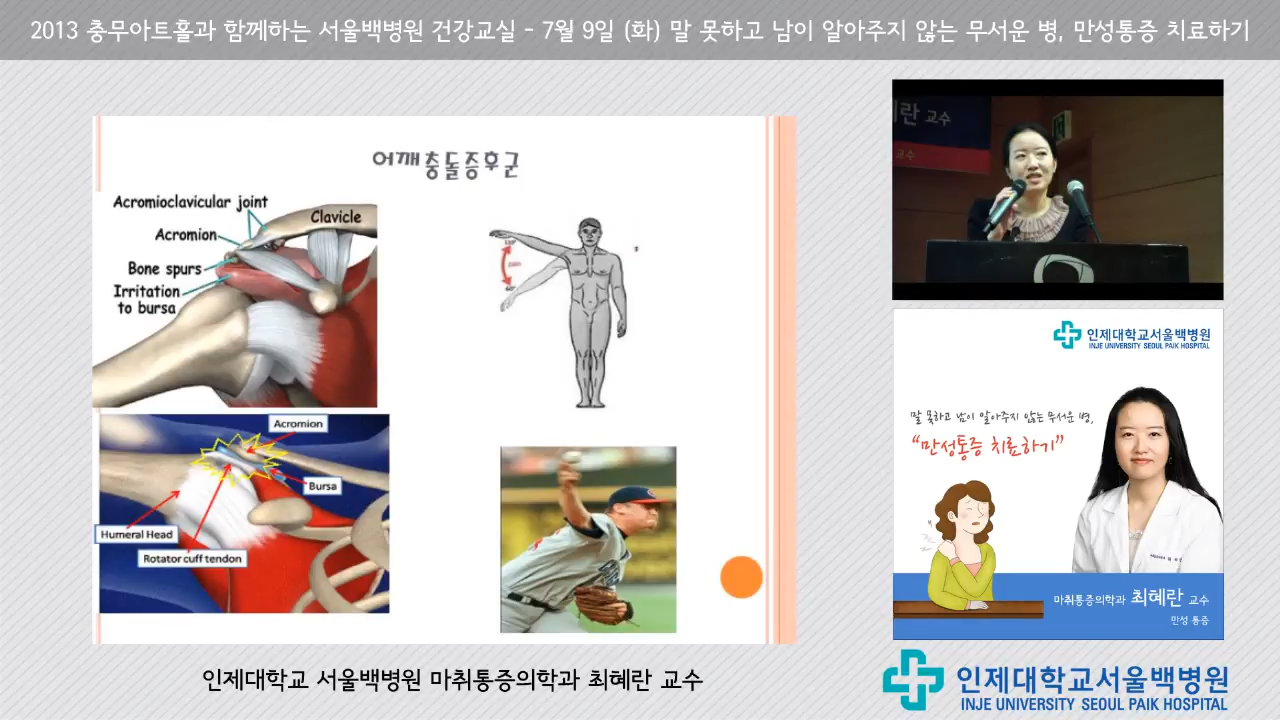 2013 충무아트홀과 함께하는 서울백병원 건강교실 - 7월 9일 (화) 말 못하고 남이 알아주지 않는 무서운 병, 만성통증 치료하기
어깨충돌증후군
Acromioclavicular joint
Clavicle
Acromion
Bone spurs
Irritation
to bursa
60°
Acromion
Bursa
Humeral Head
Rotator cuff tendon
란 교수
교수
인제대학교서울백병원
INJE UNIVERSITY SEOUL PAIK HOSPITAL
말 못하고 남이 알아주지 않는 무서운 병,
“만성통증 치료하기”
마취통증의학과 최혜란 교수
만성 통증
인제대학교 서울백병원 마취통증의학과 최혜란 교수
인제대학교서울백병원
INJE UNIVERSITY SEOUL PAIK HOSPITAL